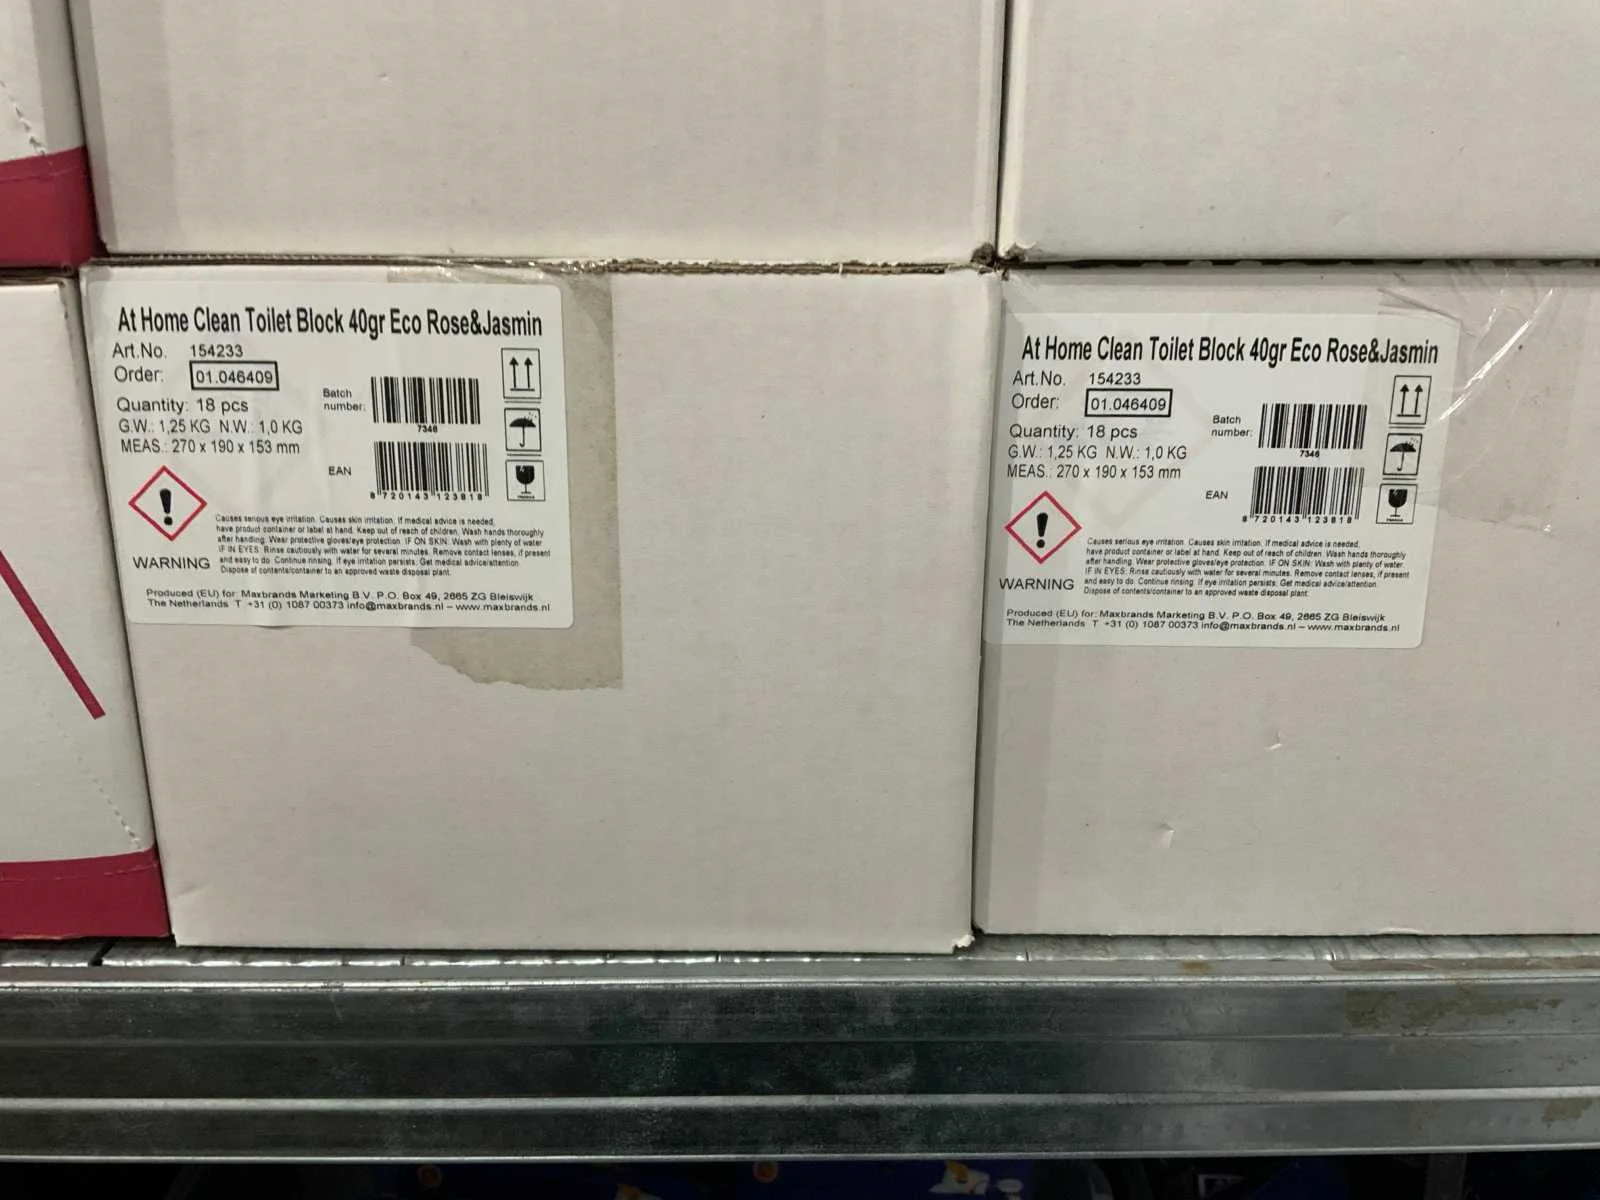 At Home Clean Toilet Block 40gr Eco Rose&Jasmin
Art.No. 154233
Order: 01.046409
Quantity: 18 pcs
G.W.: 1,25 KG N.W.: 1,0 KG
MEAS.: 270 x 190 x 153 mm
Batch
number:
7346
EAN
8 720143 123818
WARNING
Causes serious eye irritation. Causes skin irritation. If medical advice is needed,
have product container or label at hand. Keep out of reach of children. Wash hands thoroughly
after handling. Wear protective gloves/eye protection. IF ON SKIN: Wash with plenty of water
IF IN EYES: Rinse cautiously with water for several minutes. Remove contact lenses, if present
and easy to do. Continue rinsing. If eye irritation persists: Get medical advice/attention.
Dispose of contents/container to an approved waste disposal plant.
Produced (EU) for: Maxbrands Marketing B.V. P.O. Box 49, 2665 ZG Bleiswijk
The Netherlands T +31 (0) 1087 00373 info@maxbrands.nl – www.maxbrands.nl
At Home Clean Toilet Block 40gr Eco Rose&Jasmin
Art.No. 154233
Order: 01.046409
Quantity: 18 pcs
G.W.: 1,25 KG N.W.: 1,0 KG
MEAS.: 270 x 190 x 153 mm
Batch
number:
7346
EAN
8 720143 123818
WARNING
Causes serious eye irritation. Causes skin irritation. If medical advice is needed,
have product container or label at hand. Keep out of reach of children. Wash hands thoroughly
after handling. Wear protective gloves/eye protection. IF ON SKIN: Wash with plenty of water.
IF IN EYES: Rinse cautiously with water for several minutes. Remove contact lenses, if present
and easy to do. Continue rinsing. If eye irritation persists: Get medical advice/attention.
Dispose of contents/container to an approved waste disposal plant.
Produced (EU) for: Maxbrands Marketing B.V. P.O. Box 49, 2665 ZG Bleiswijk
The Netherlands T +31 (0) 1087 00373 info@maxbrands.nl – www.maxbrands.nl